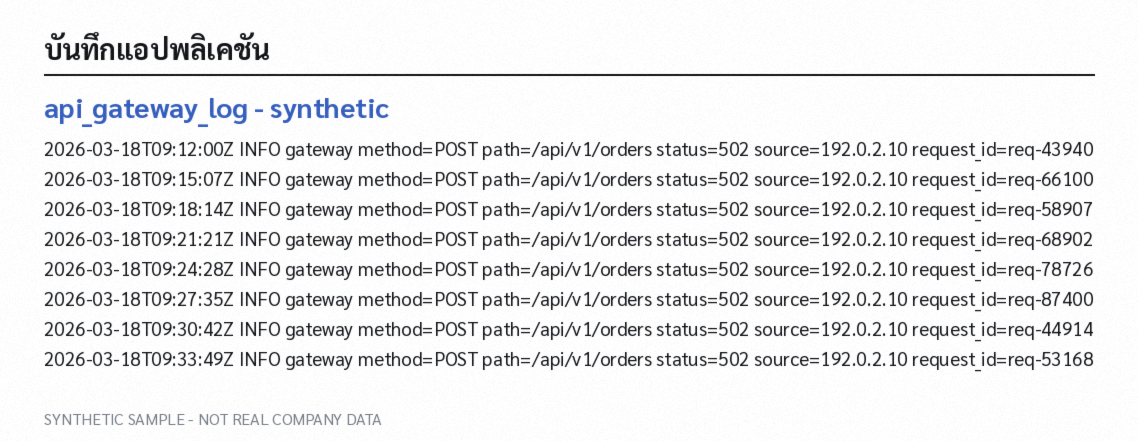 บันทึกแอปพลิเคชัน
api_gateway_log - synthetic
2026-03-18T09:12:00Z INFO gateway method=POST path=/api/v1/orders status=502 source=192.0.2.10 request_id=req-43940
2026-03-18T09:15:07Z INFO gateway method=POST path=/api/v1/orders status=502 source=192.0.2.10 request_id=req-66100
2026-03-18T09:18:14Z INFO gateway method=POST path=/api/v1/orders status=502 source=192.0.2.10 request_id=req-58907
2026-03-18T09:21:21Z INFO gateway method=POST path=/api/v1/orders status=502 source=192.0.2.10 request_id=req-68902
2026-03-18T09:24:28Z INFO gateway method=POST path=/api/v1/orders status=502 source=192.0.2.10 request_id=req-78726
2026-03-18T09:27:35Z INFO gateway method=POST path=/api/v1/orders status=502 source=192.0.2.10 request_id=req-87400
2026-03-18T09:30:42Z INFO gateway method=POST path=/api/v1/orders status=502 source=192.0.2.10 request_id=req-44914
2026-03-18T09:33:49Z INFO gateway method=POST path=/api/v1/orders status=502 source=192.0.2.10 request_id=req-53168
SYNTHETIC SAMPLE - NOT REAL COMPANY DATA